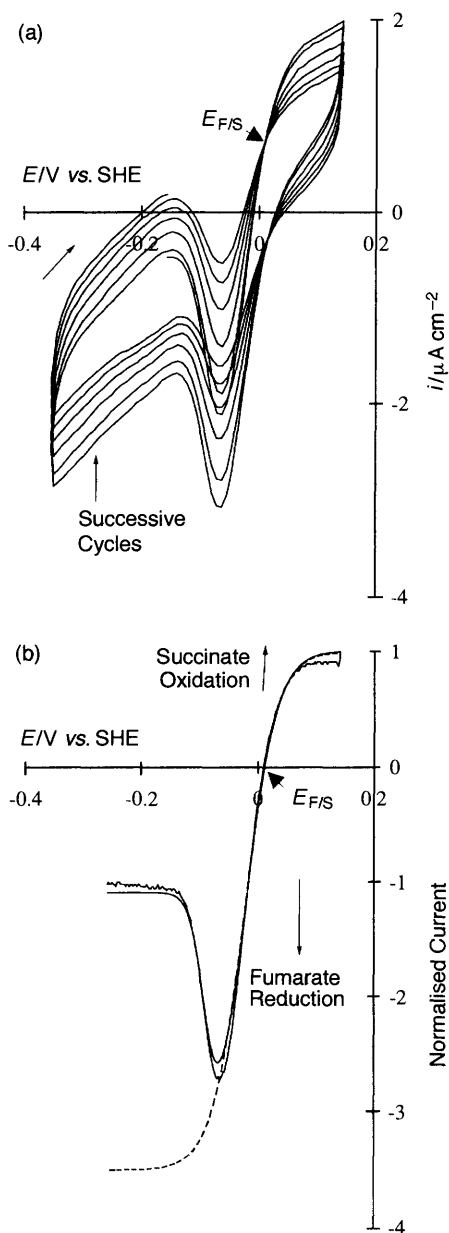 (a)
2
E_F/S
E/V vs. SHE
0
-0.4
-0.2
0
0.2
i/μA cm⁻²
-2
Successive
Cycles
-4
(b)
Succinate
Oxidation
1
E/V vs. SHE
0
-0.4
-0.2
0
0.2
E_F/S
-1
Fumarate
Reduction
-2
Normalised Current
-3
-4